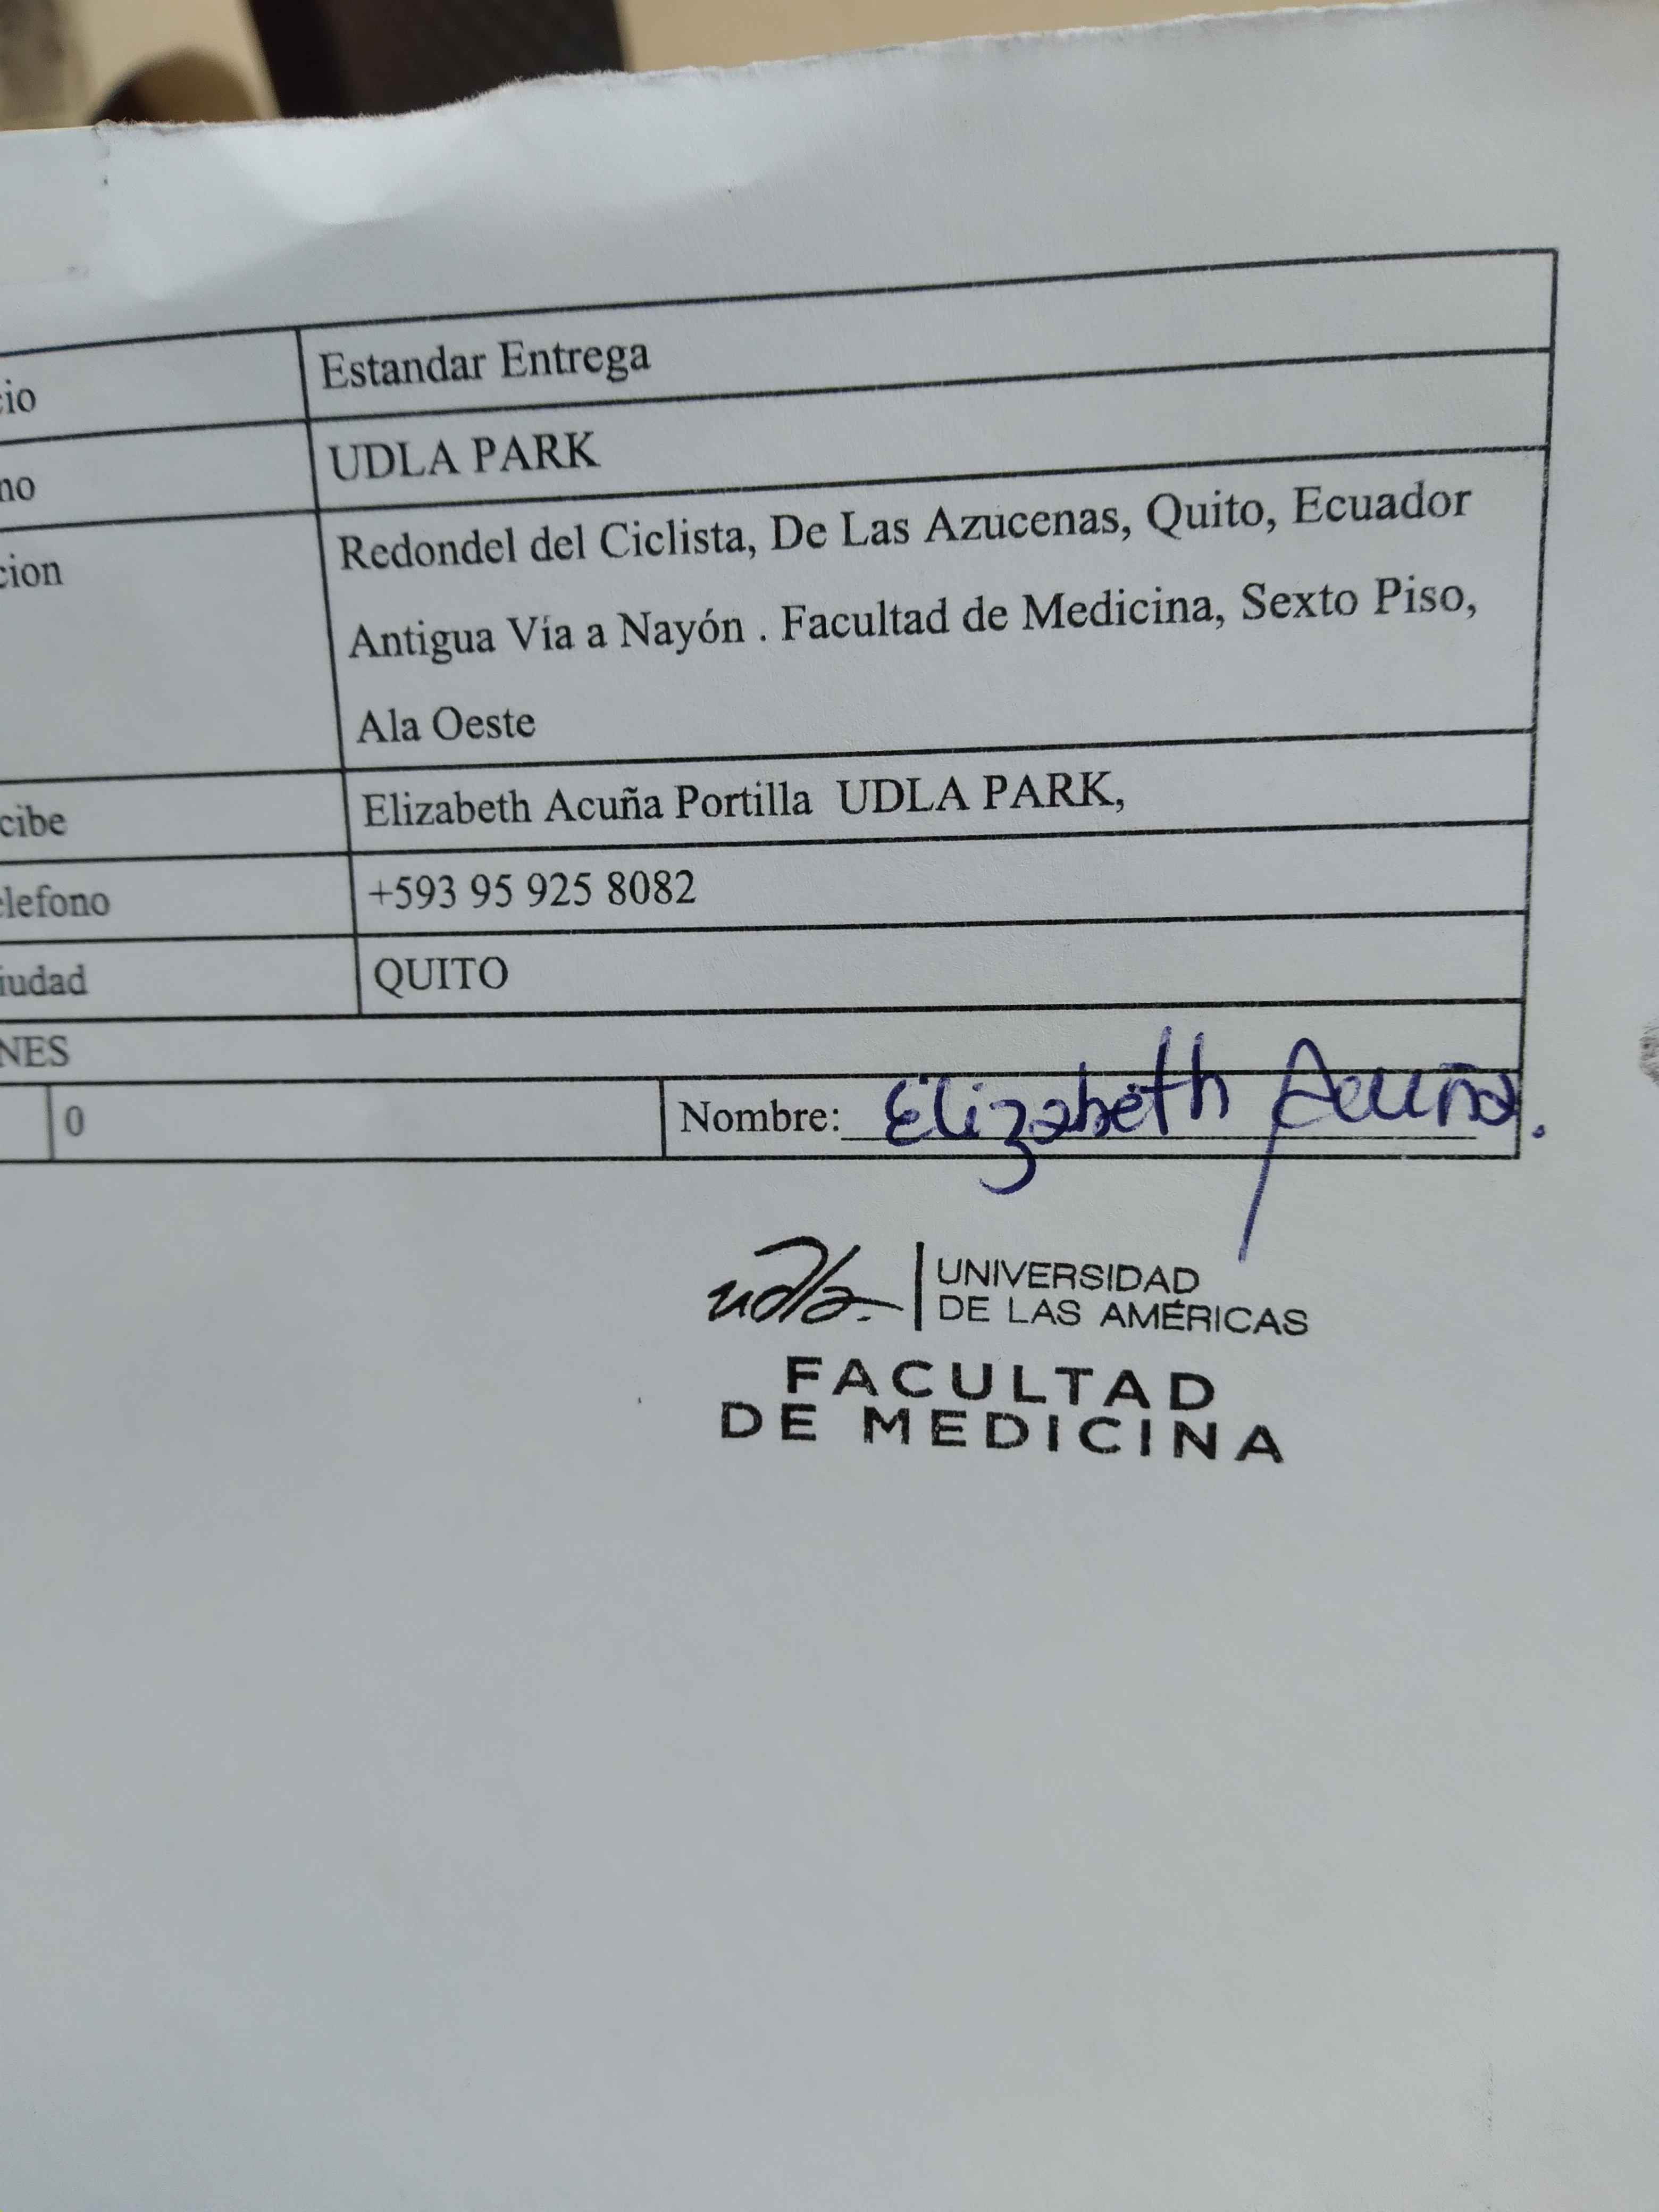 cio Estandar Entrega
no UDLA PARK
cion Redondel del Ciclista, De Las Azucenas, Quito, Ecuador
Antigua Vía a Nayón . Facultad de Medicina, Sexto Piso,
Ala Oeste
cibe Elizabeth Acuña Portilla UDLA PARK,
elefono +593 95 925 8082
iudad QUITO
NES
0 Nombre: Elizabeth Acuña.
udla. UNIVERSIDAD
DE LAS AMÉRICAS
FACULTAD
DE MEDICINA